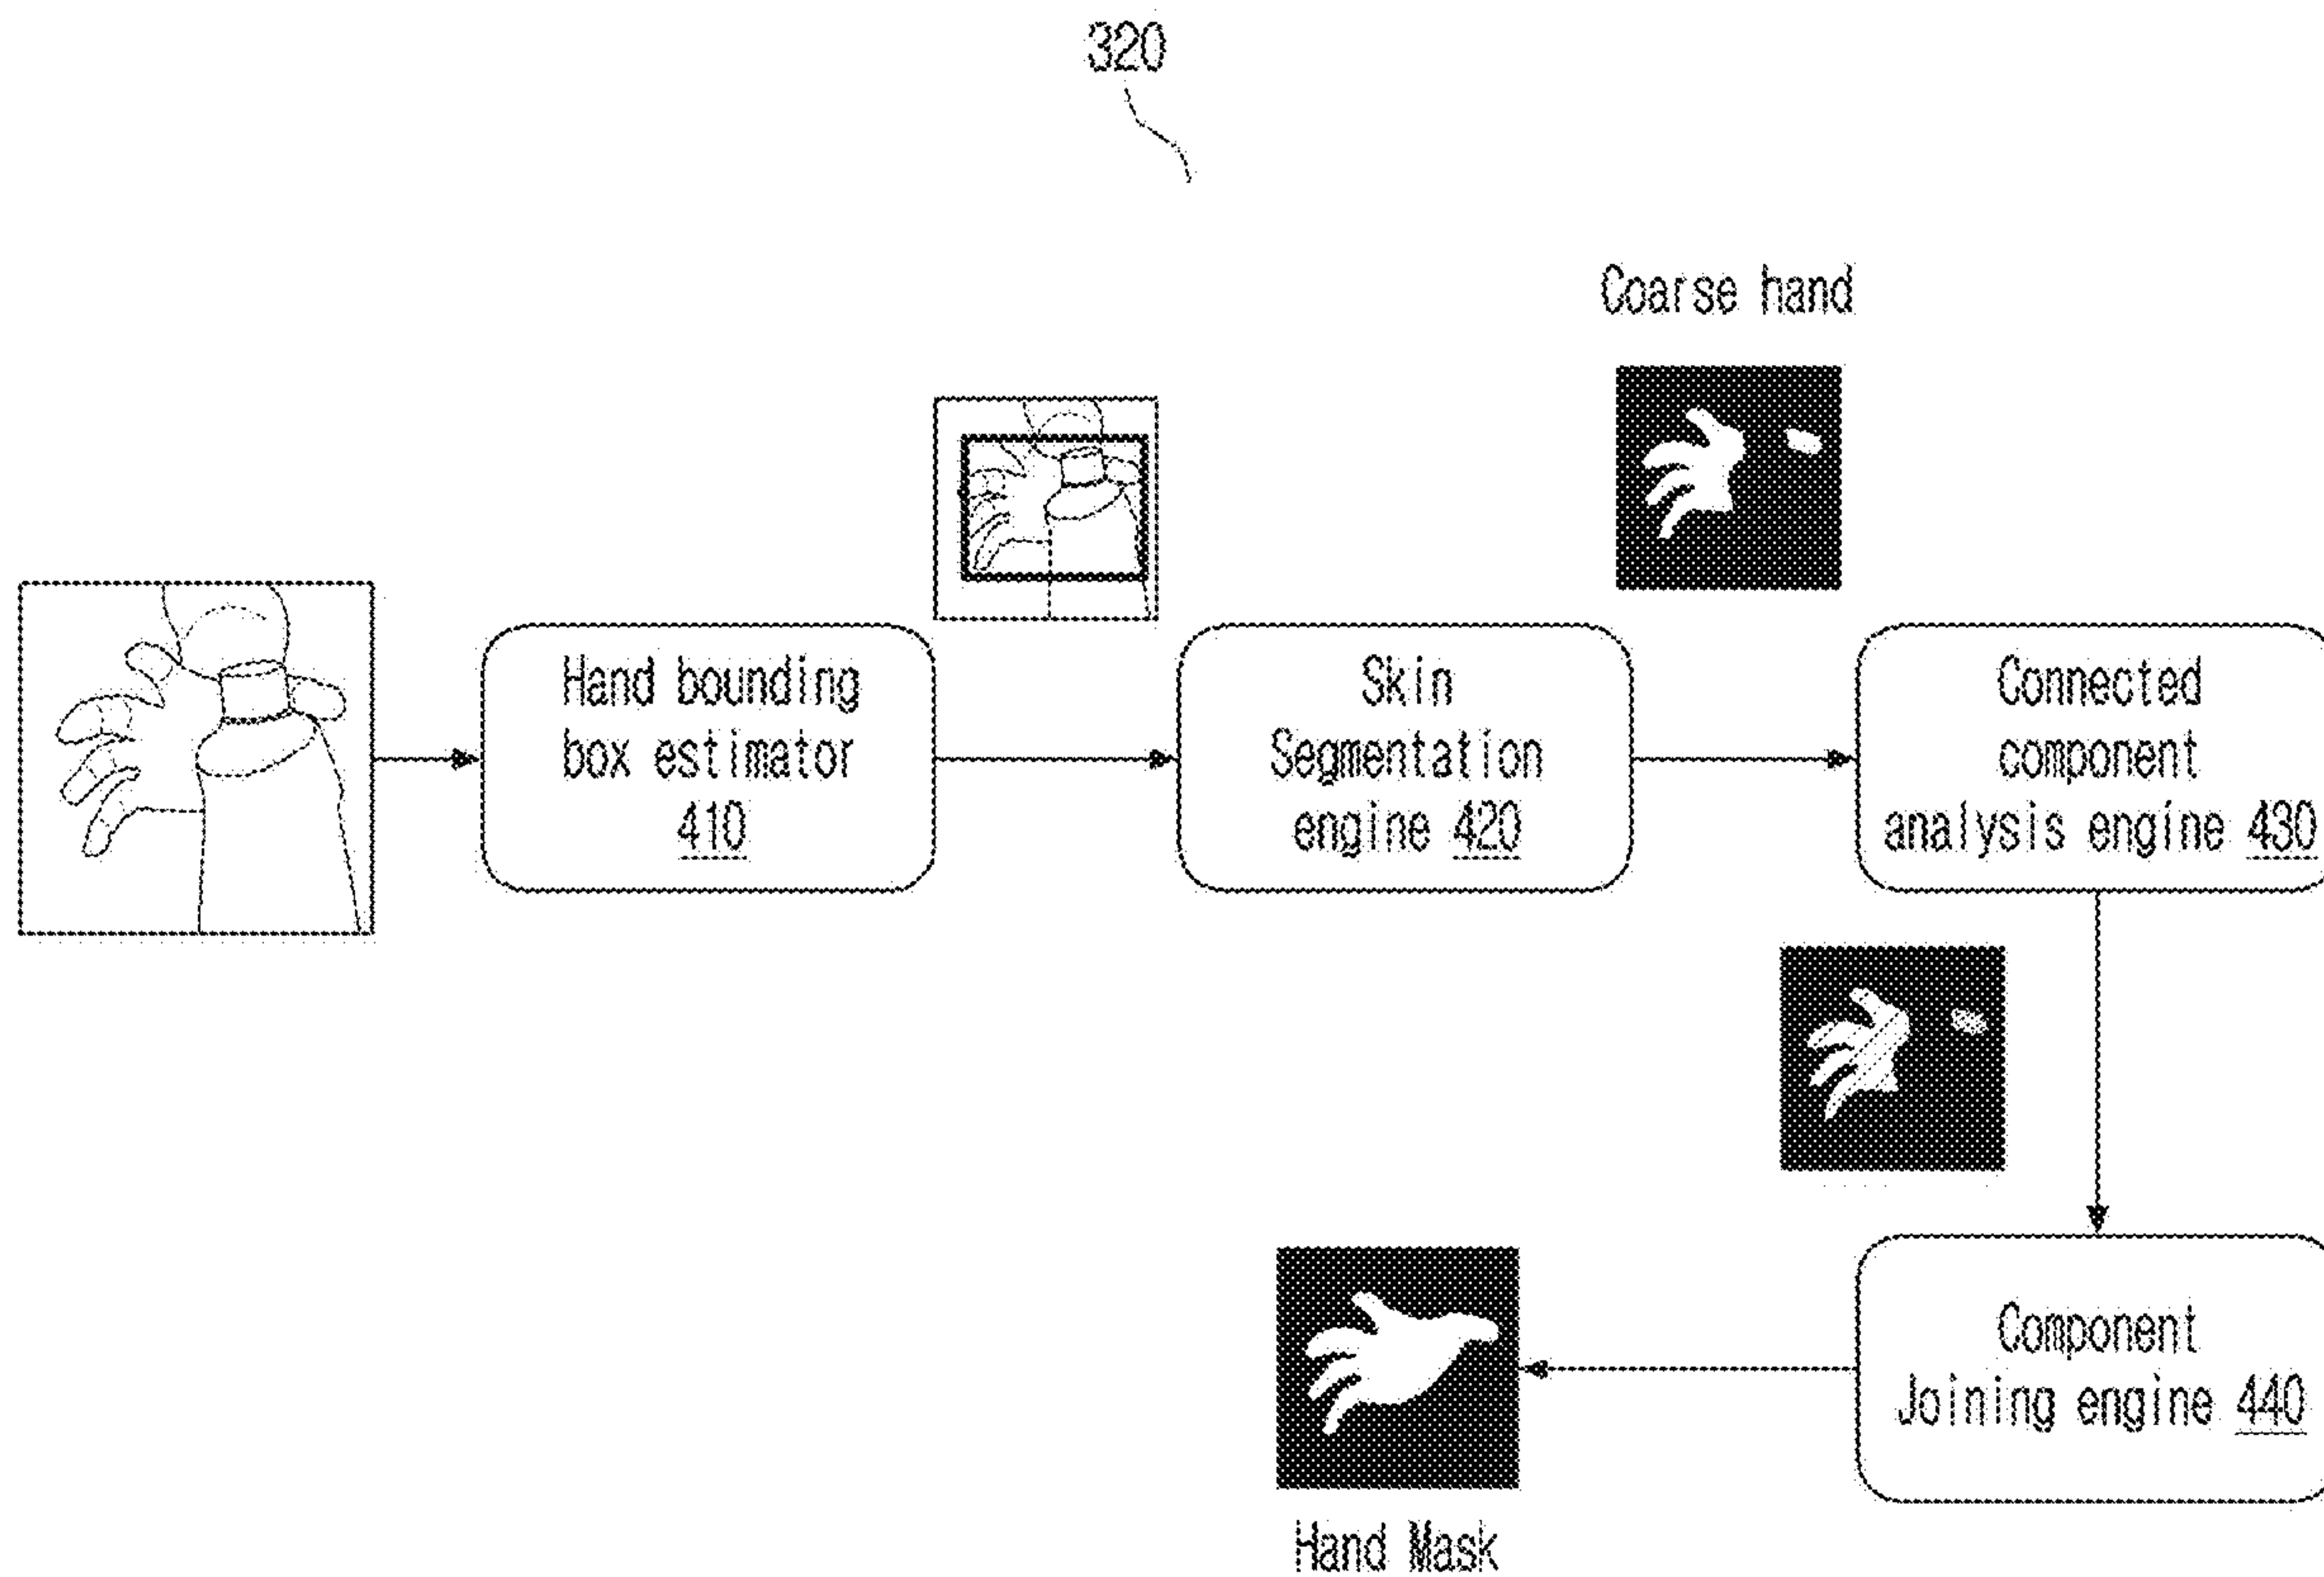 320
Coarse hand
Hand bounding
box estimator
410
Skin
Segmentation
engine 420
Connected
component
analysis engine 430
Component
Joining engine 440
Hand Mask